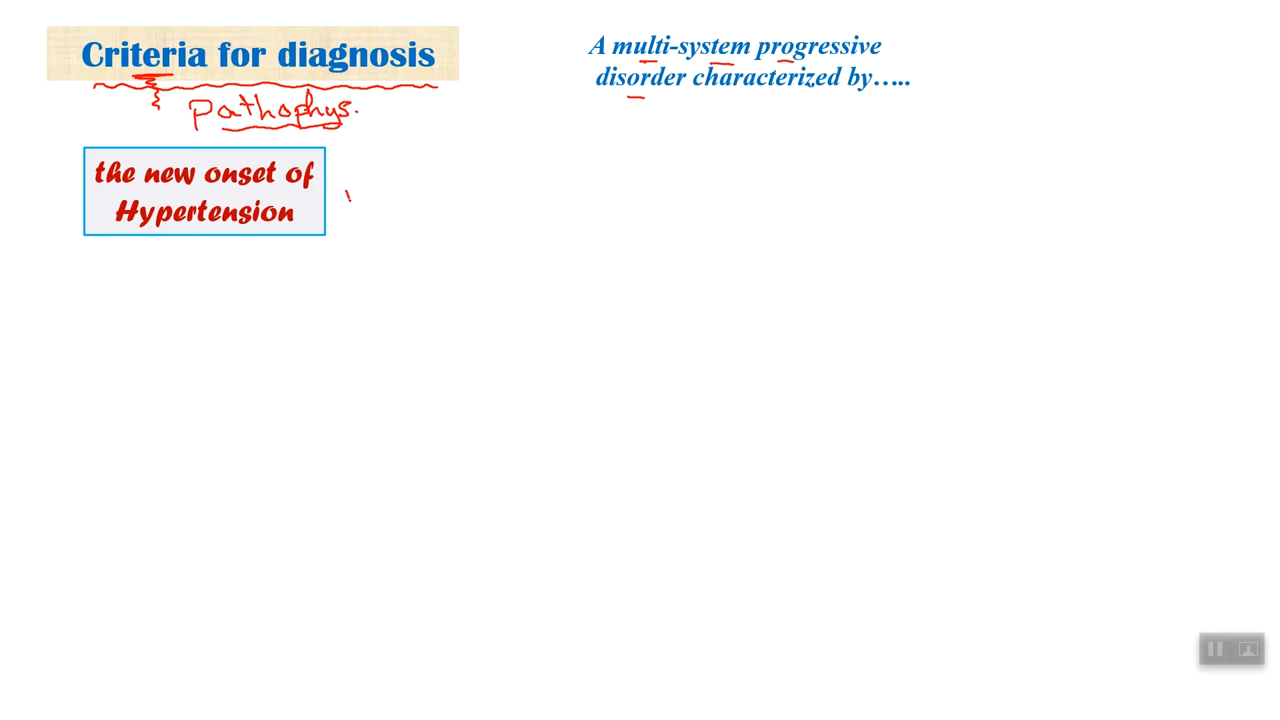 Criteria for diagnosis
pathophys.
the new onset of
Hypertension
A multi-system progressive
disorder characterized by…..